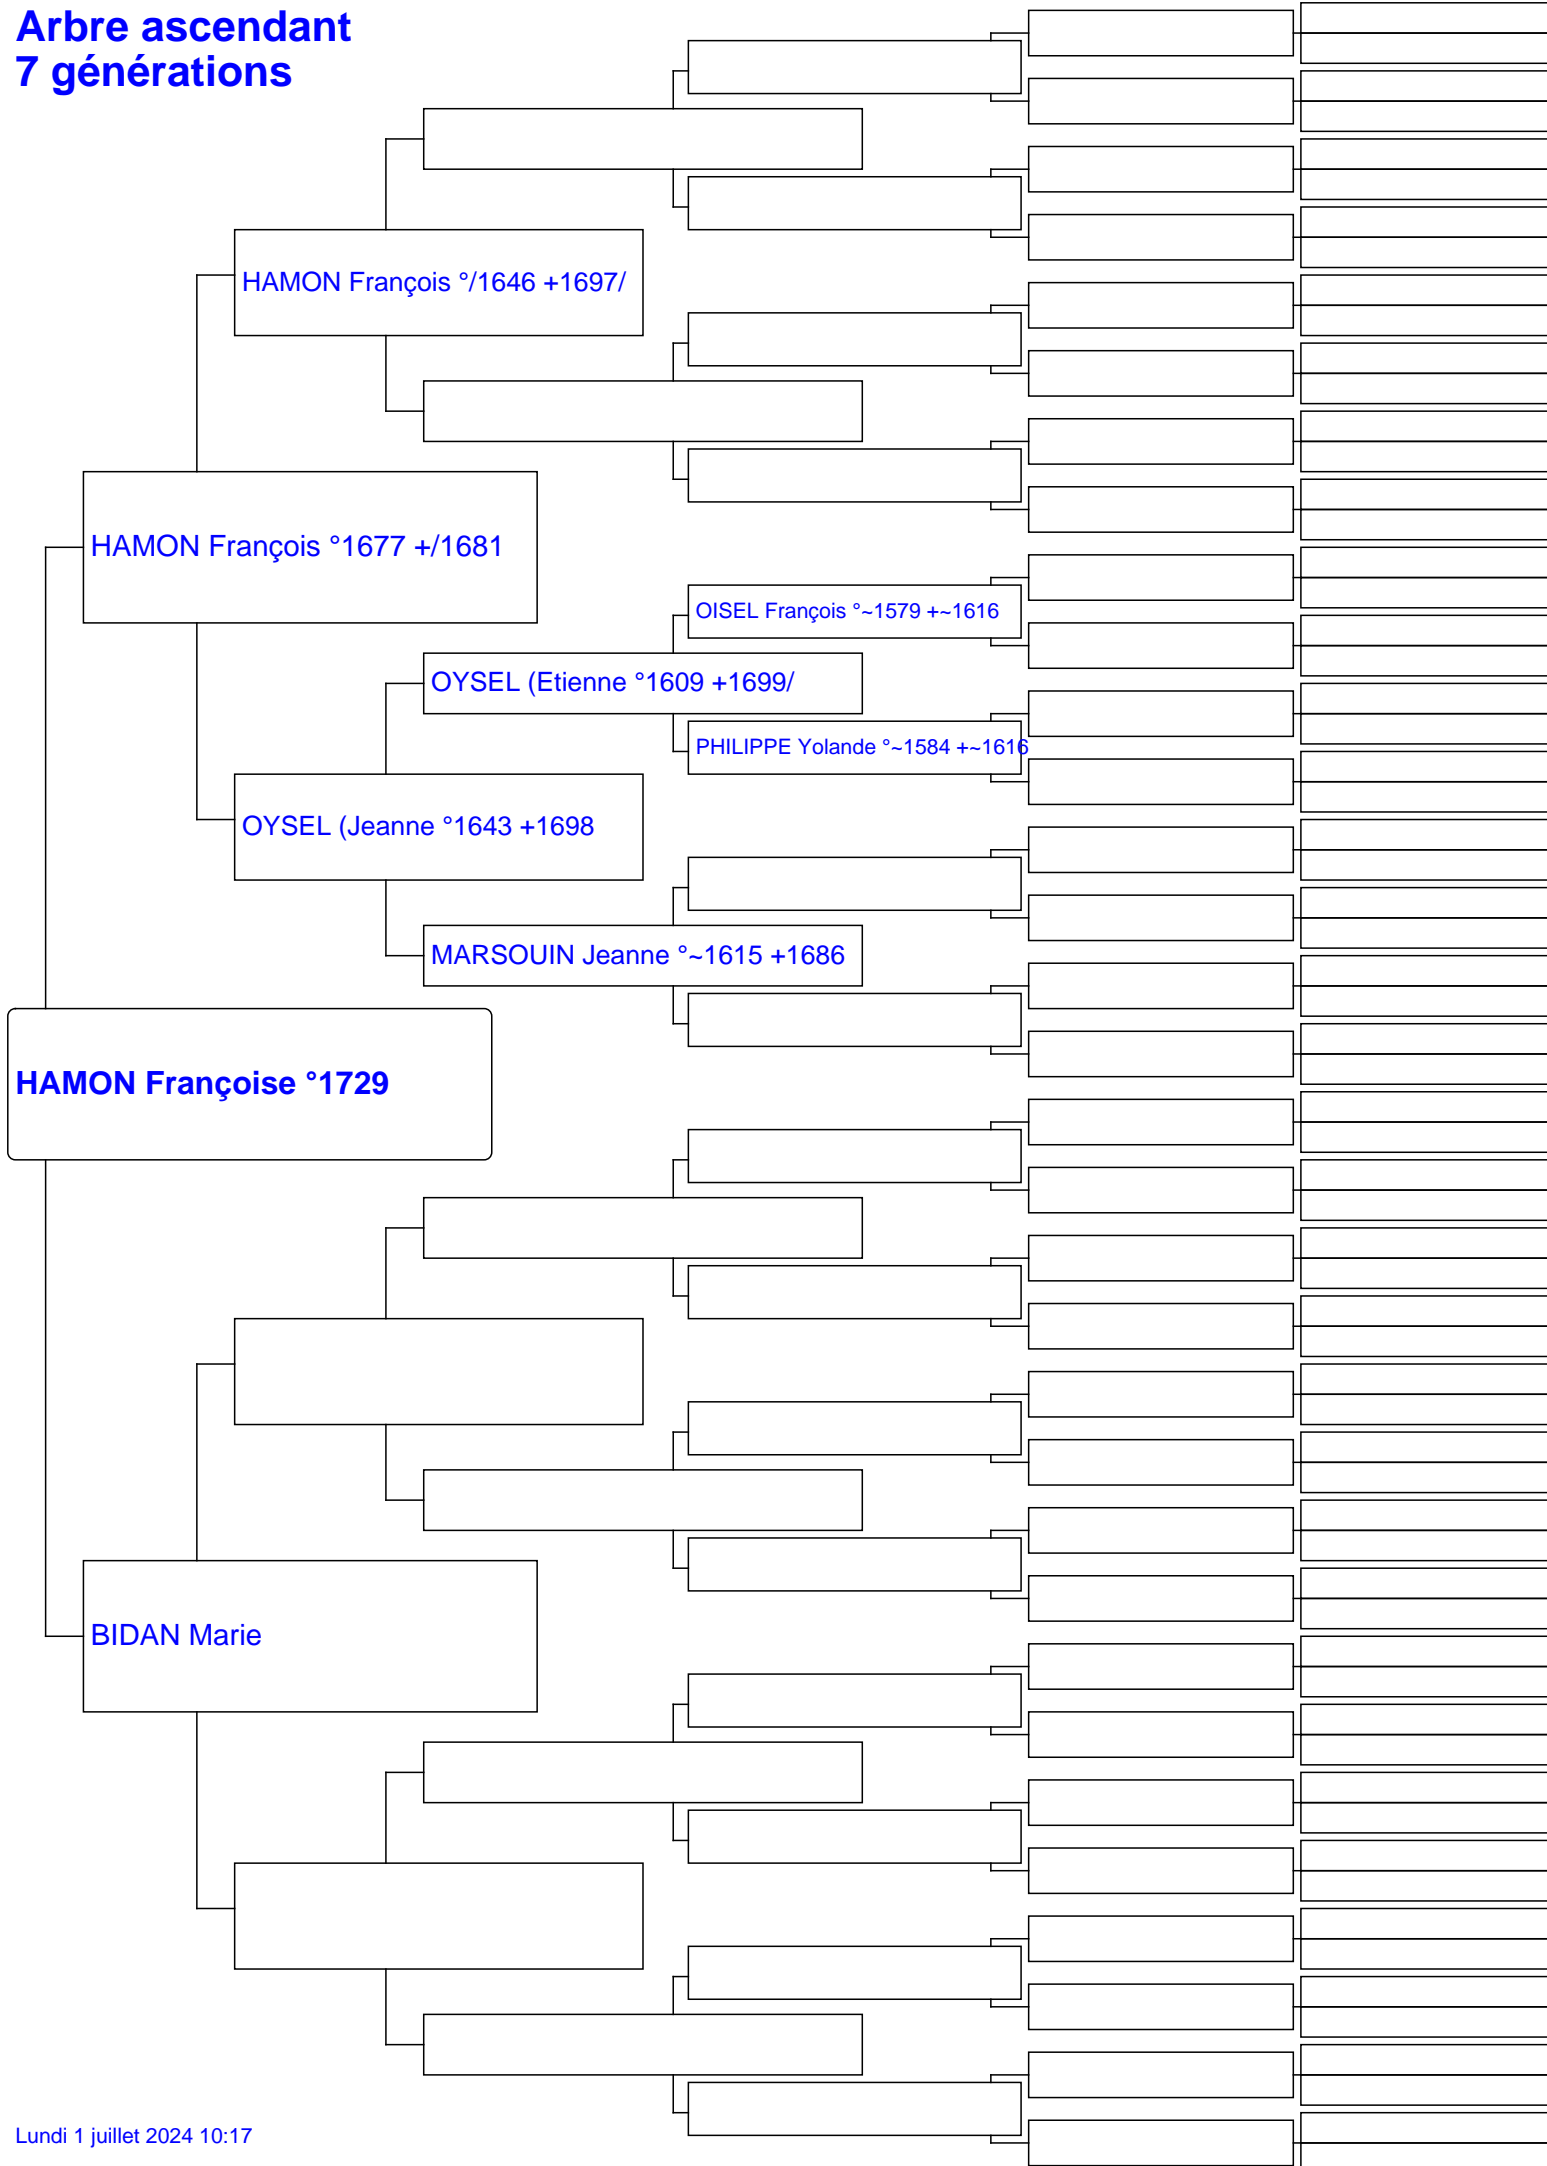 Arbre ascendant
7 générations
HAMON François °/1646 +1697/
HAMON François °1677 +/1681
OISEL François °~1579 +~1616
OYSEL (Etienne °1609 +1699/
PHILIPPE Yolande °~1584 +~1616
OYSEL (Jeanne °1643 +1698
MARSOUIN Jeanne °~1615 +1686
HAMON Françoise °1729
BIDAN Marie
Lundi 1 juillet 2024 10:17